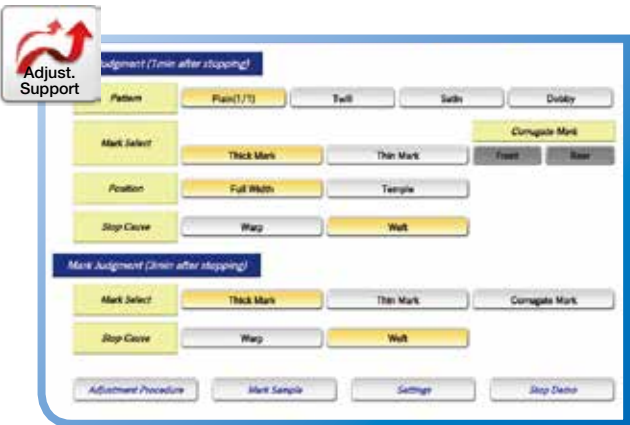 Adjust.
Support
Judgment (1min after stopping)
Pattern Plain(1/1) Twill Satin Dobby
Corrugate Mark
Mark Select Thick Mark Thin Mark Front Rear
Position Full Width Temple
Stop Cause Warp Weft
Mark Judgment (3min after stopping)
Mark Select Thick Mark Thin Mark Corrugate Mark
Stop Cause Warp Weft
Adjustment Procedure Mark Sample Settings Stop Demo